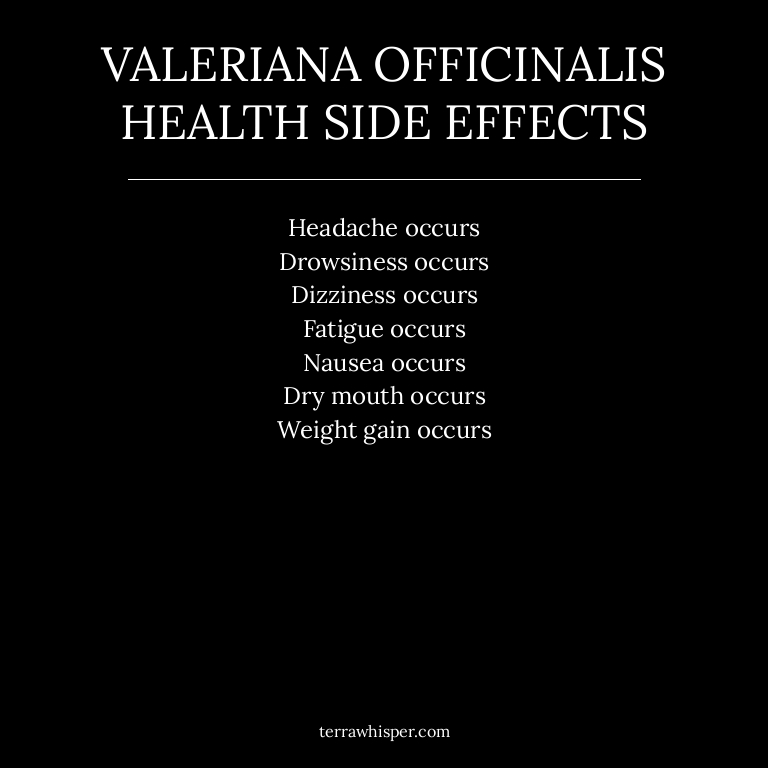 VALERIANA OFFICINALIS
HEALTH SIDE EFFECTS
Headache occurs
Drowsiness occurs
Dizziness occurs
Fatigue occurs
Nausea occurs
Dry mouth occurs
Weight gain occurs
terrawhisper.com